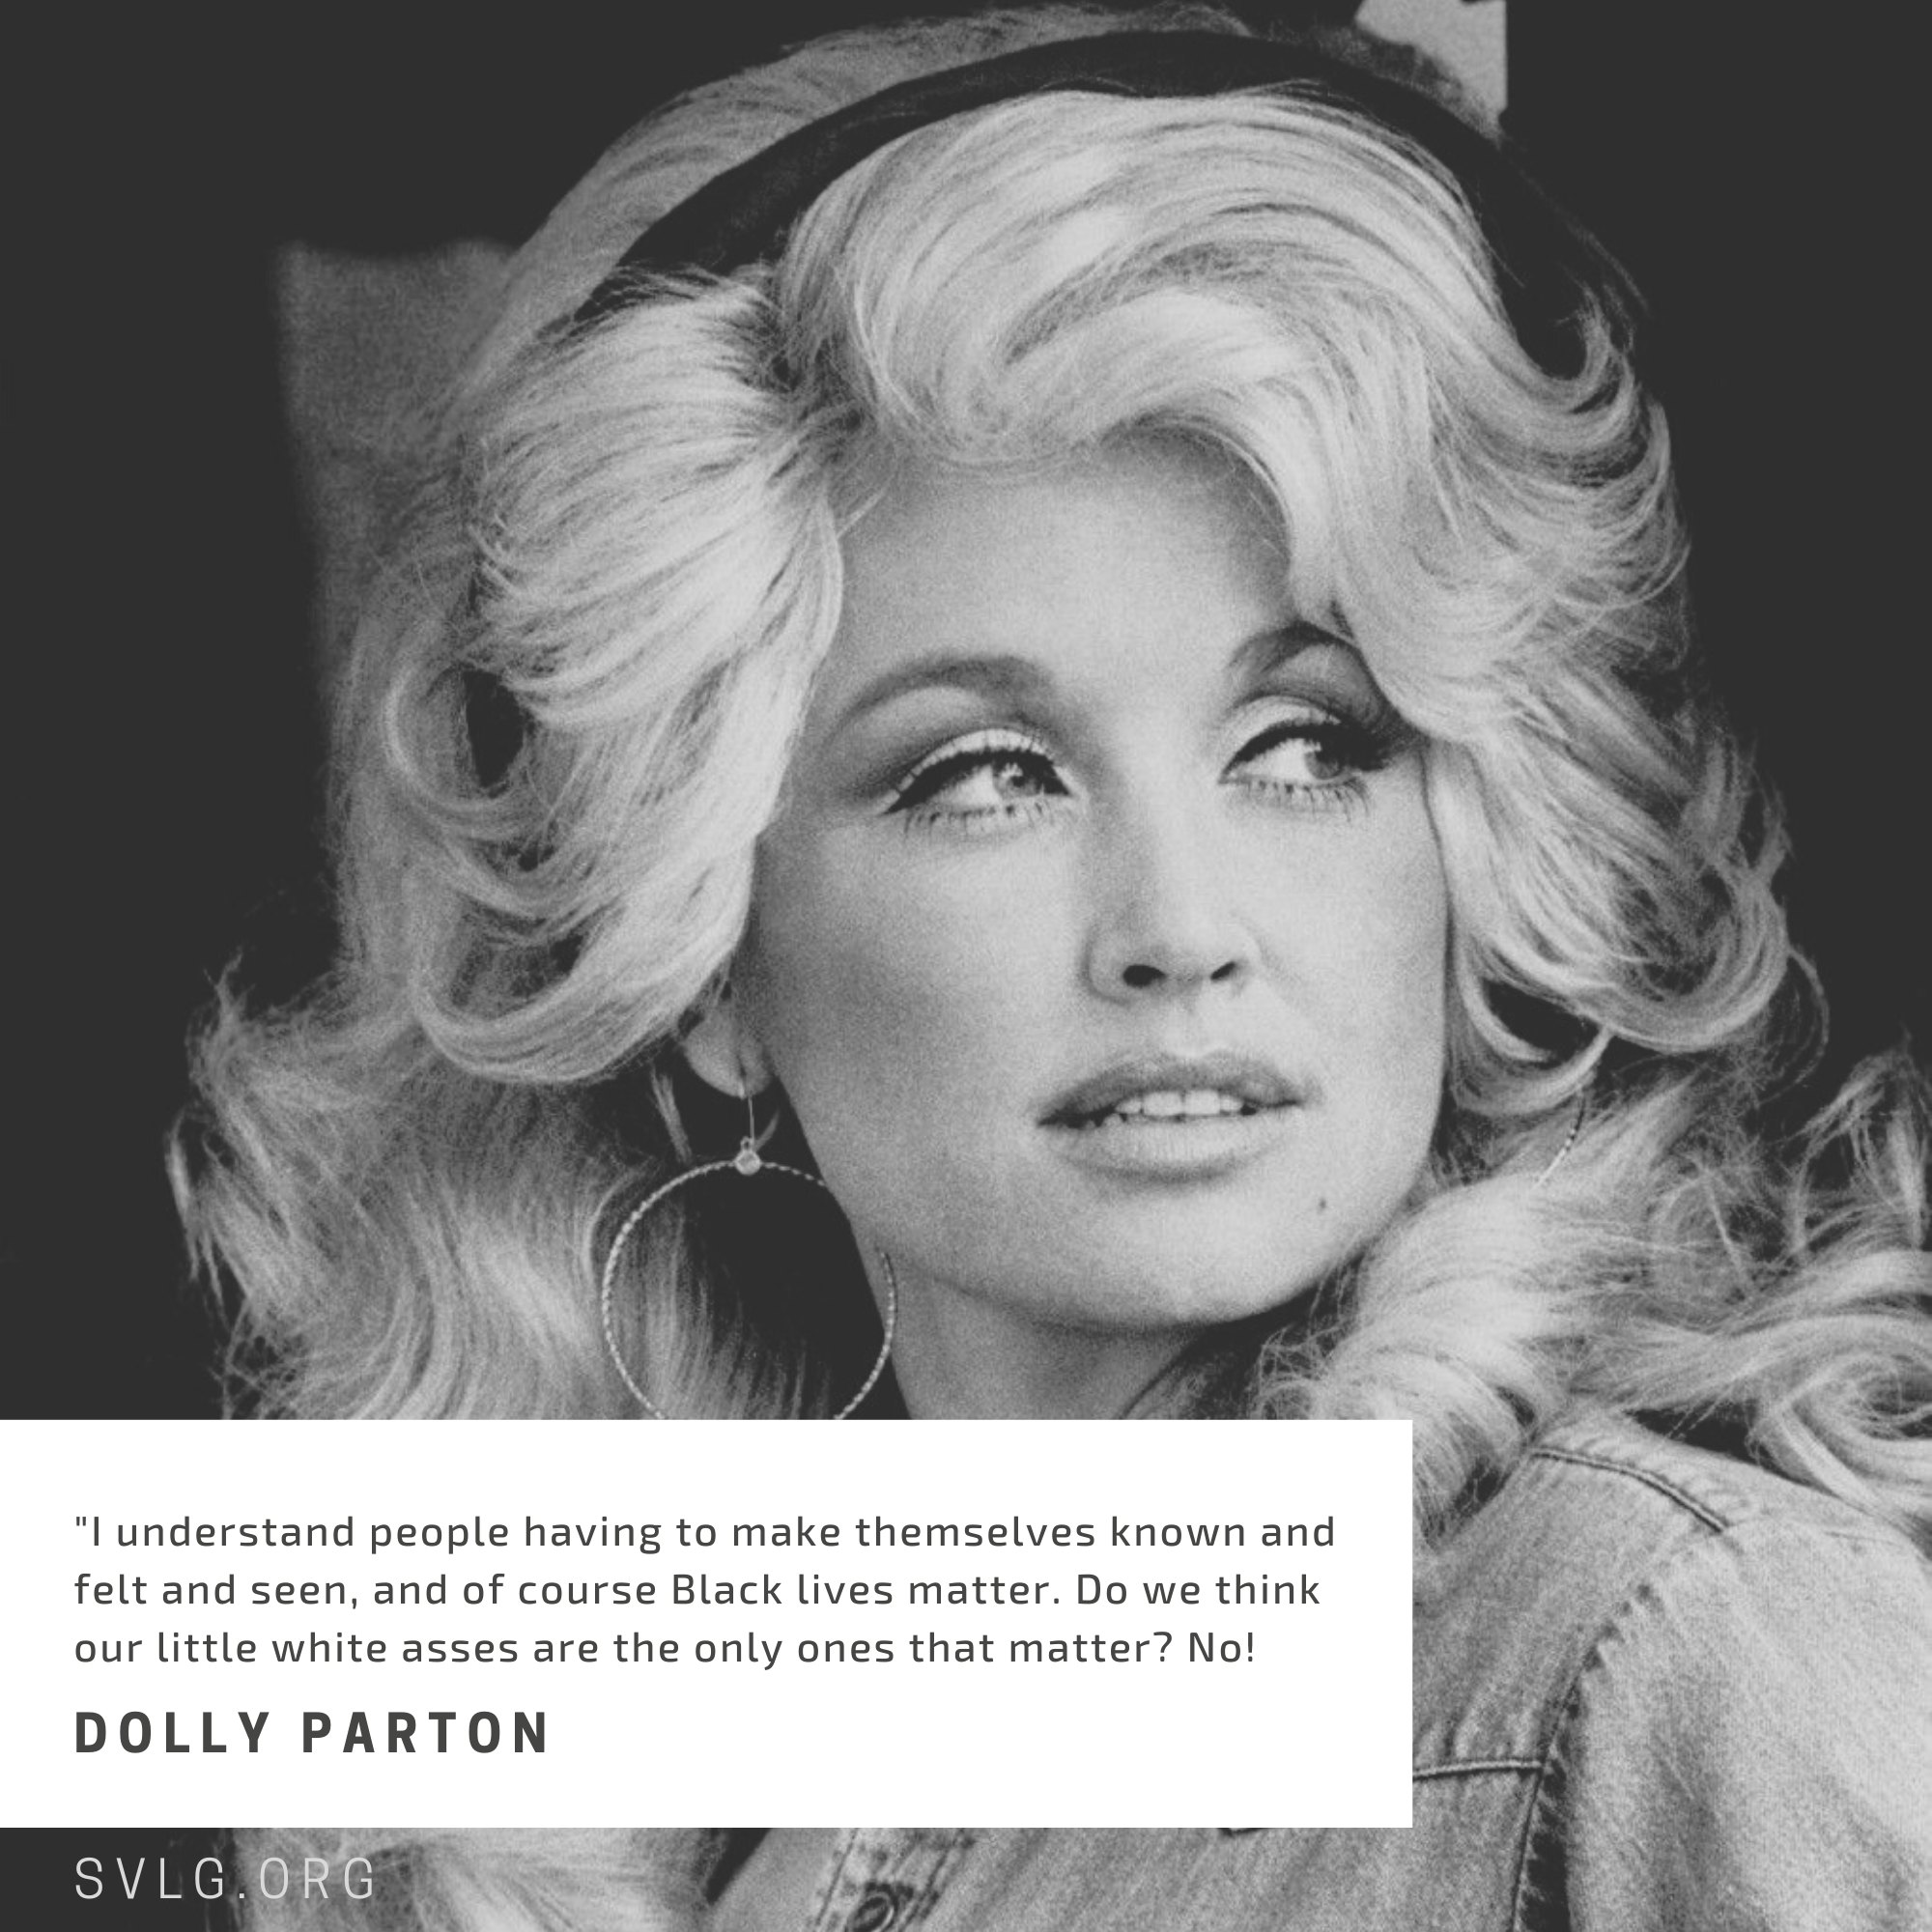 "I understand people having to make themselves known and
felt and seen, and of course Black lives matter. Do we think
our little white asses are the only ones that matter? No!
DOLLY PARTON
SVLG.ORG